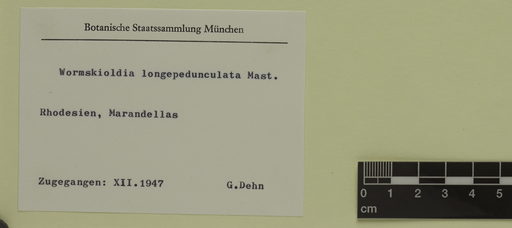 Botanische Staatssammlung München
Wormskioldia longepedunculata Mast.
Rhodesien, Marandellas
Zugegangen: XII.1947 G.Dehn
0 1 2 3 4 5
cm